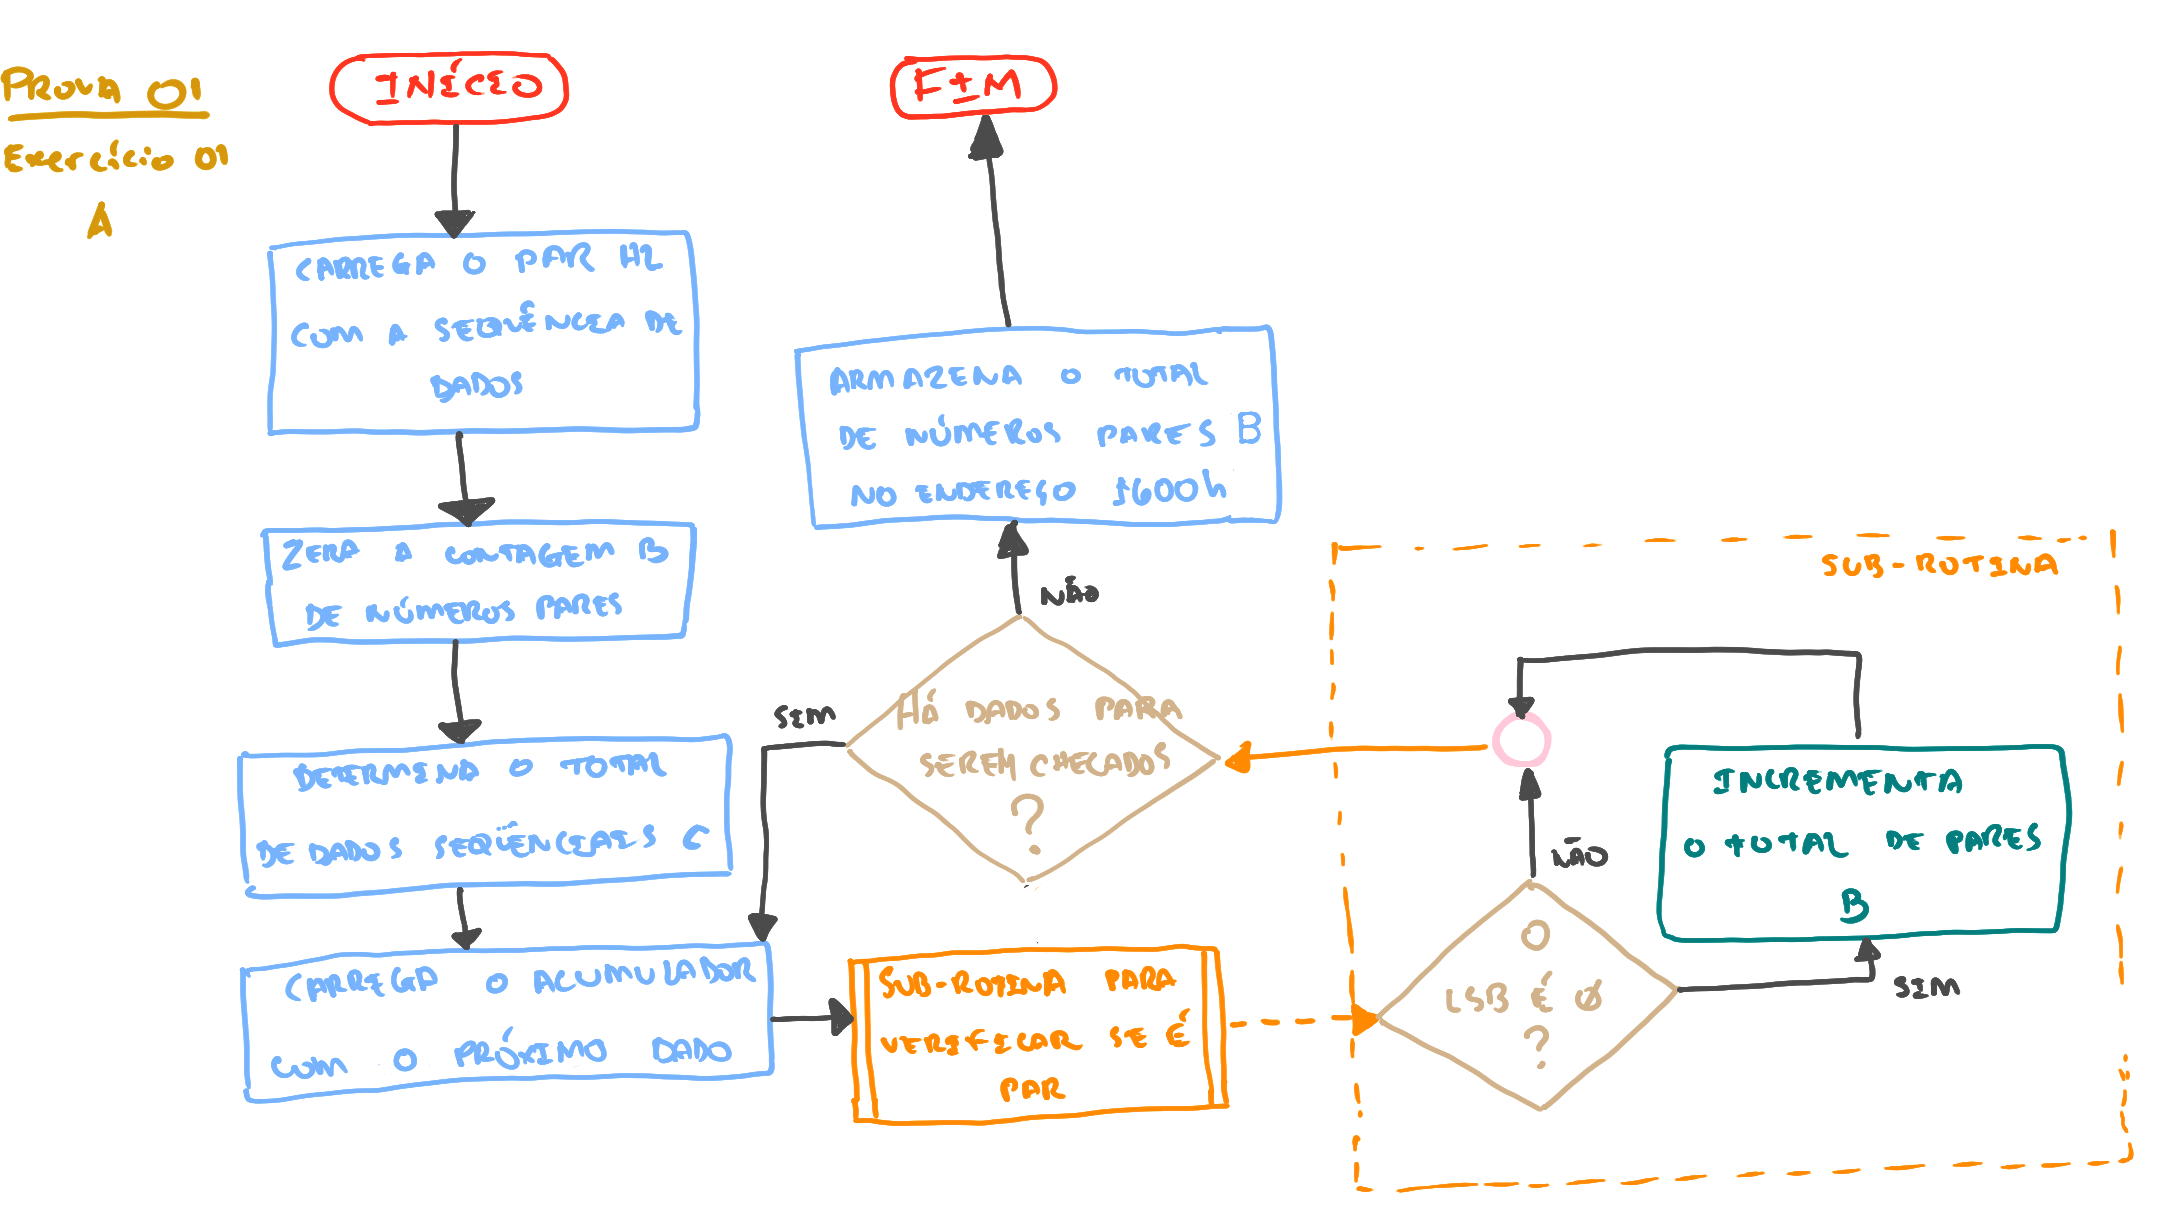 PROVA 01
Exercício 01
A
INÍCIO
CARREGA O PAR HL
COM A SEQUÊNCIA DE
DADOS
ZERA A CONTAGEM B
DE NÚMEROS PARES
DETERMINA O TOTAL
DE DADOS SEQÜÊNCIAIS C
CARREGA O ACUMULADOR
COM O PRÓXIMO DADO
SUB-ROTINA PARA
VERIFICAR SE É
PAR
SUB-ROTINA
O
LSB É 0
?
SIM
INCREMENTA
O TOTAL DE PARES
B
NÃO
HÁ DADOS PARA
SEREM CHECADOS
?
SIM
NÃO
ARMAZENA O TOTAL
DE NÚMEROS PARES B
NO ENDEREÇO 1600h
FIM